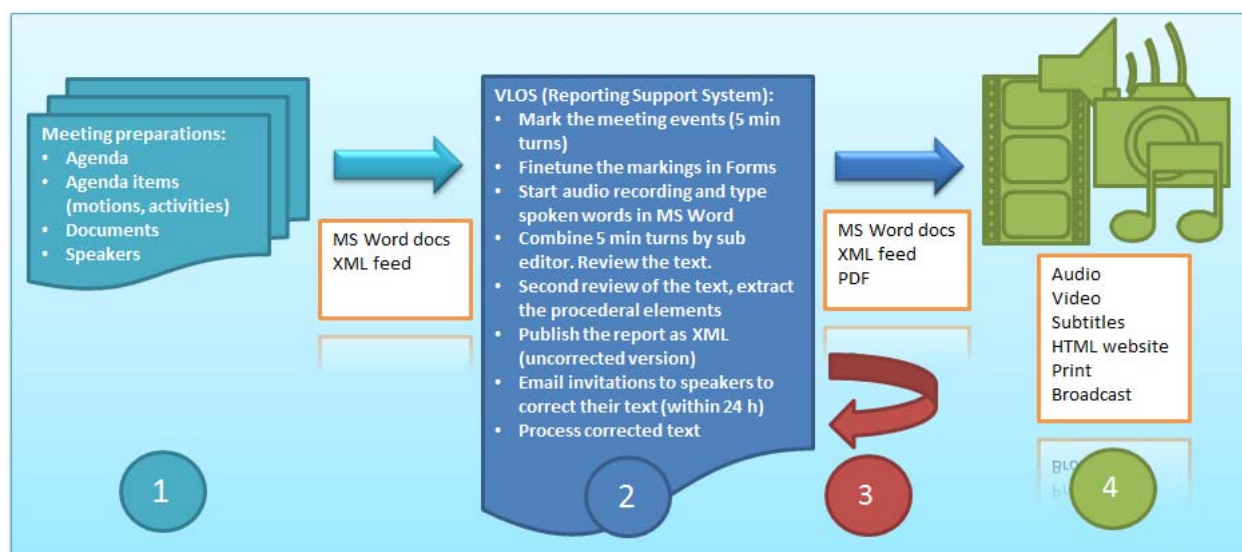 Meeting preparations:
• Agenda
• Agenda items
(motions, activities)
• Documents
• Speakers
1
MS Word docs
XML feed
VLOS (Reporting Support System):
• Mark the meeting events (5 min
turns)
• Finetune the markings in Forms
• Start audio recording and type
spoken words in MS Word
• Combine 5 min turns by sub
editor. Review the text.
• Second review of the text, extract
the procederal elements
• Publish the report as XML
(uncorrected version)
• Email invitations to speakers to
correct their text (within 24 h)
• Process corrected text
2
MS Word docs
XML feed
PDF
3
Audio
Video
Subtitles
HTML website
Print
Broadcast
4